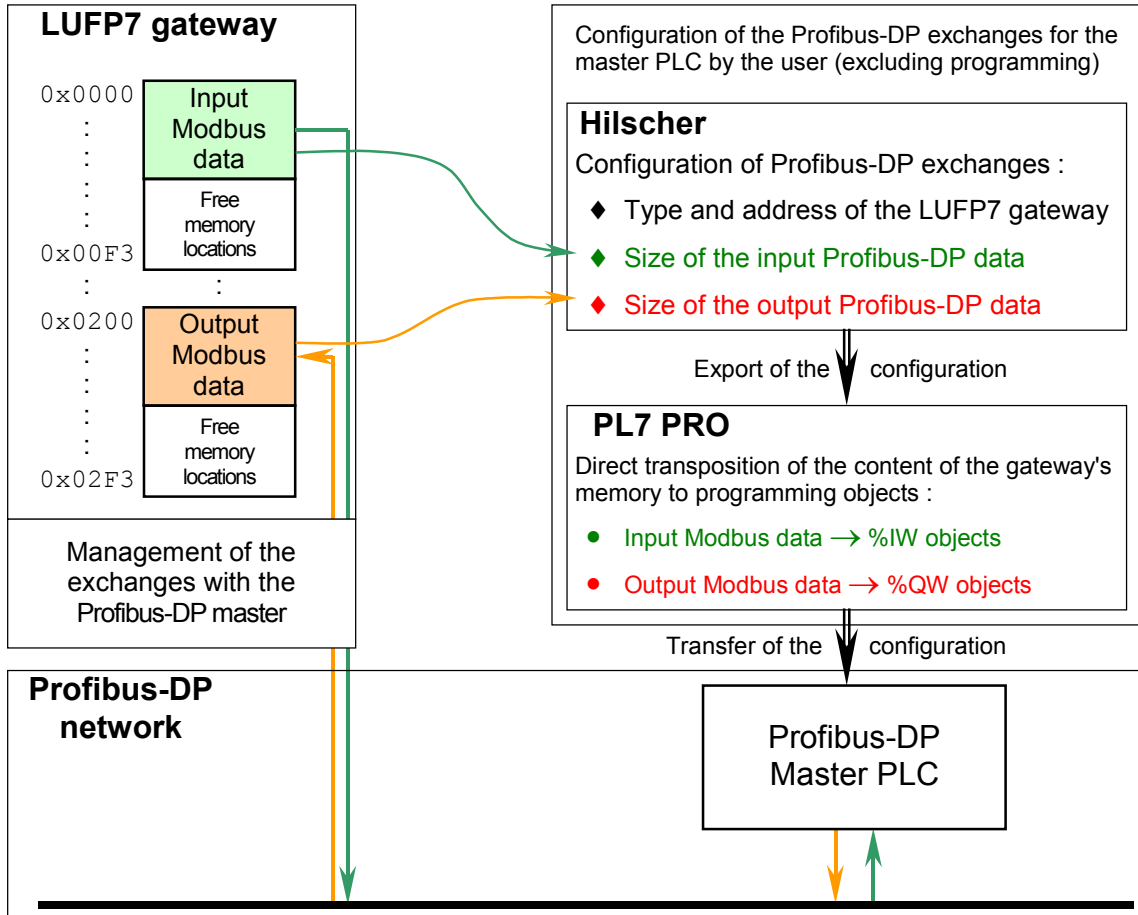 LUFP7 gateway
0x0000
:
:
:
:
:
0x00F3
:
0x0200
:
:
:
:
:
0x02F3
Input
Modbus
data
Free
memory
locations
:
Output
Modbus
data
Free
memory
locations
Management of the
exchanges with the
Profibus-DP master
Configuration of the Profibus-DP exchanges for the
master PLC by the user (excluding programming)
Hilscher
Configuration of Profibus-DP exchanges :
♦ Type and address of the LUFP7 gateway
♦ Size of the input Profibus-DP data
♦ Size of the output Profibus-DP data
Export of the configuration
PL7 PRO
Direct transposition of the content of the gateway's
memory to programming objects :
• Input Modbus data → %IW objects
• Output Modbus data → %QW objects
Transfer of the configuration
Profibus-DP
network
Profibus-DP
Master PLC